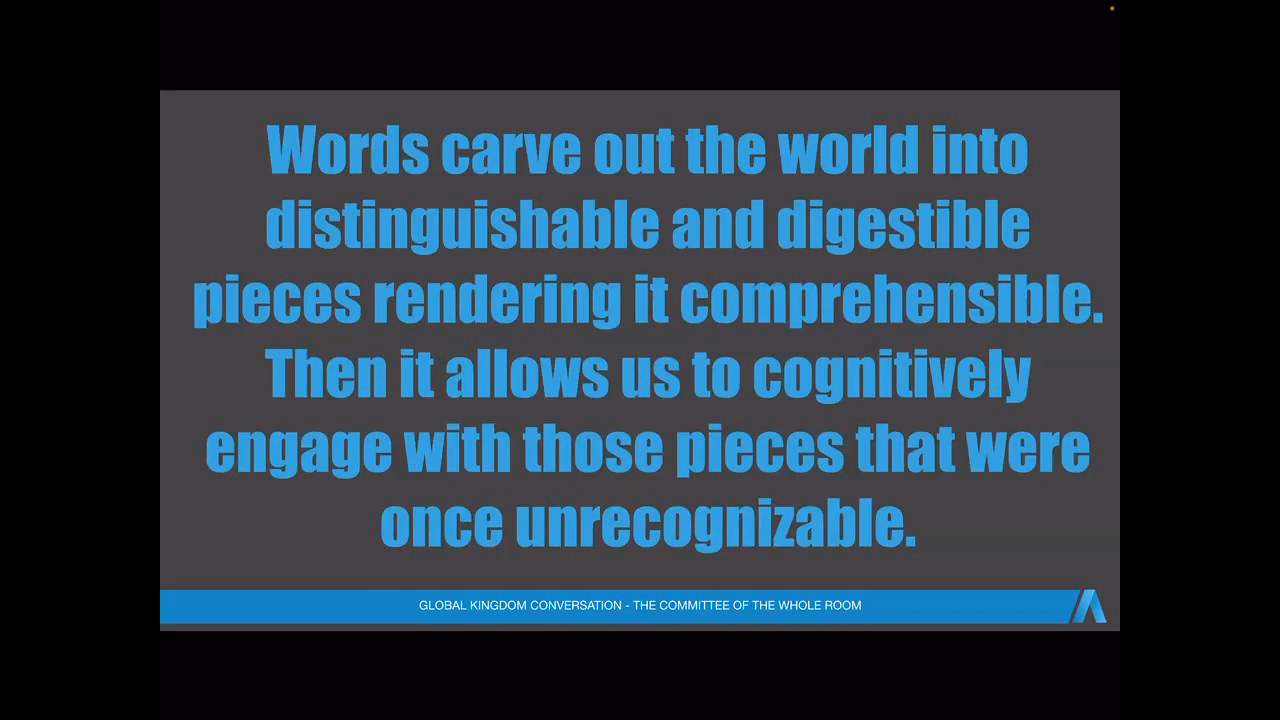 Words carve out the world into
distinguishable and digestible
pieces rendering it comprehensible.
Then it allows us to cognitively
engage with those pieces that were
once unrecognizable.
GLOBAL KINGDOM CONVERSATION - THE COMMITTEE OF THE WHOLE ROOM